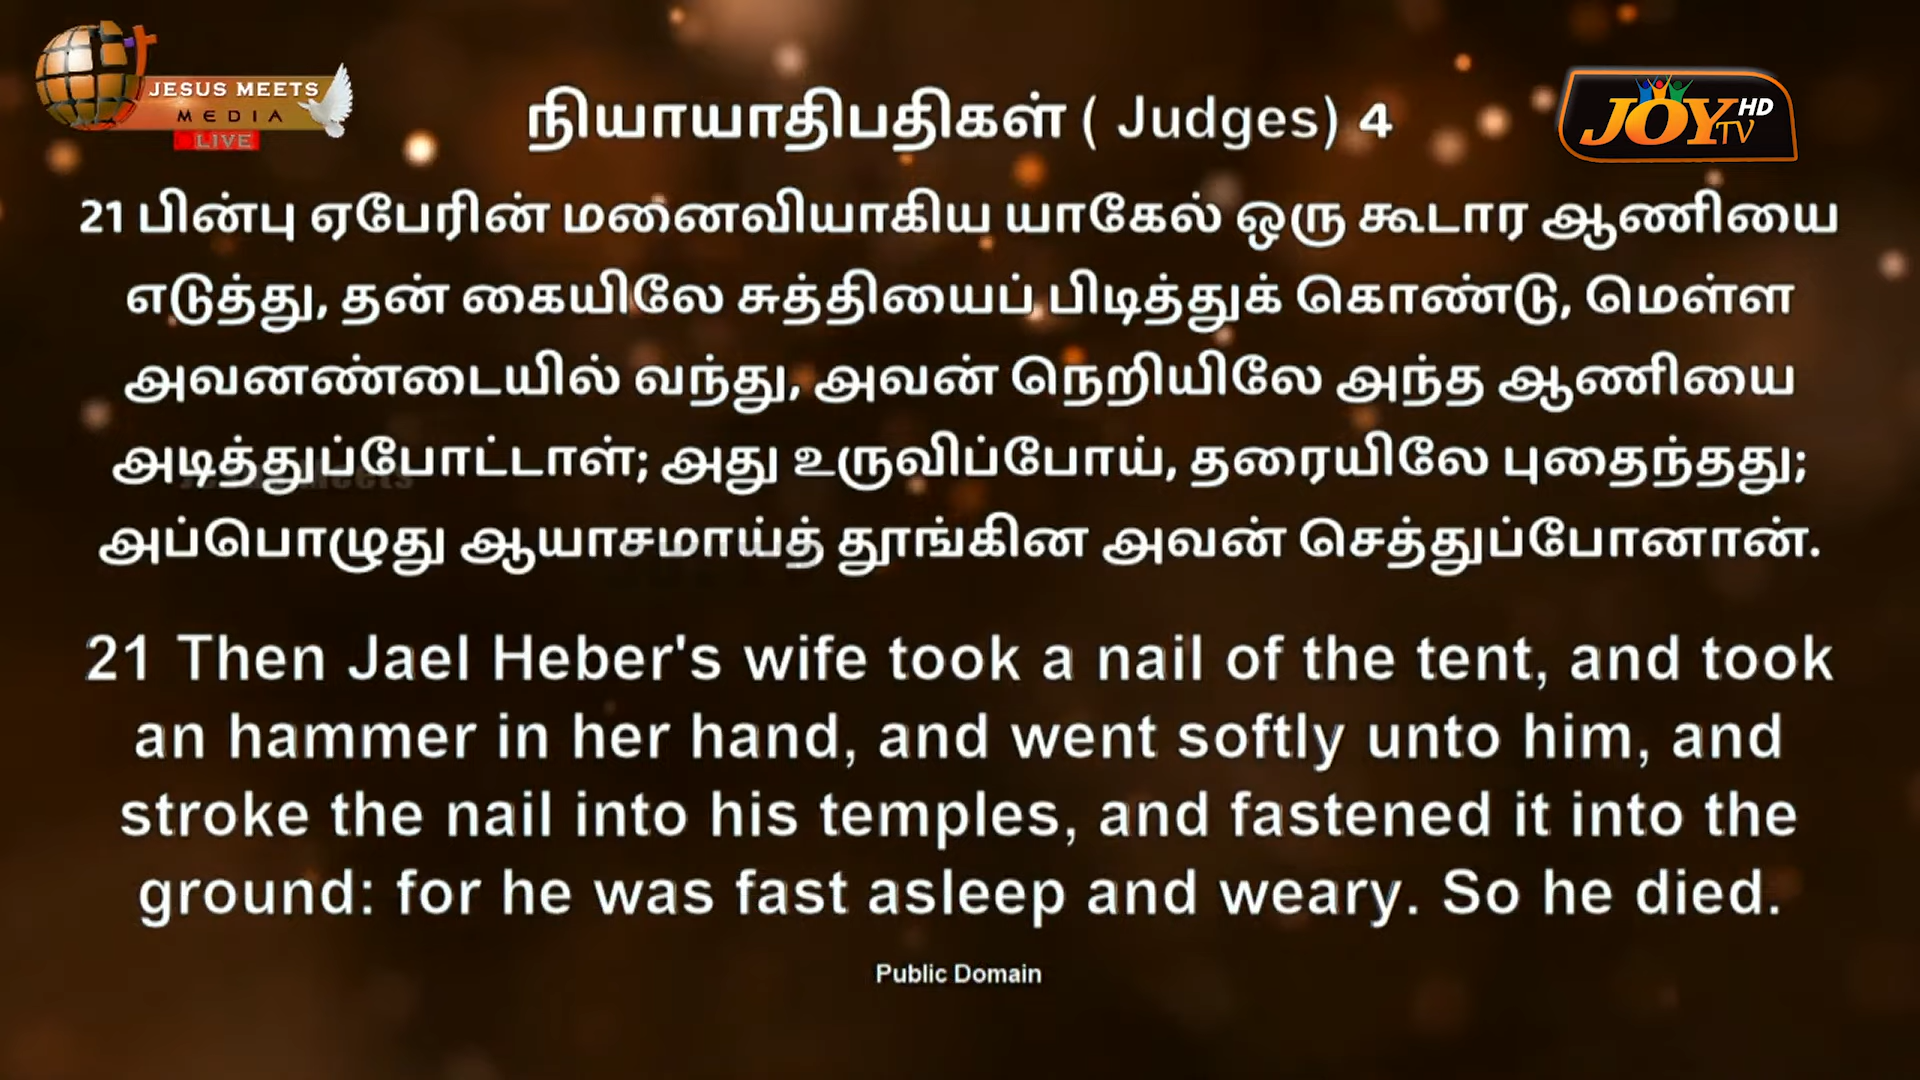 JESUS MEETS
MEDIA
LIVE
JOY HD
TV
நியாயாதிபதிகள் ( Judges) 4
21 பின்பு ஏபேரின் மனைவியாகிய யாகேல் ஒரு கூடார ஆணியை
எடுத்து, தன் கையிலே சுத்தியைப் பிடித்துக் கொண்டு, மெள்ள
அவனண்டையில் வந்து, அவன் நெறியிலே அந்த ஆணியை
அடித்துப்போட்டாள்; அது உருவிப்போய், தரையிலே புதைந்தது;
அப்பொழுது ஆயாசமாய்த் தூங்கின அவன் செத்துப்போனான்.
21 Then Jael Heber's wife took a nail of the tent, and took
an hammer in her hand, and went softly unto him, and
stroke the nail into his temples, and fastened it into the
ground: for he was fast asleep and weary. So he died.
Public Domain